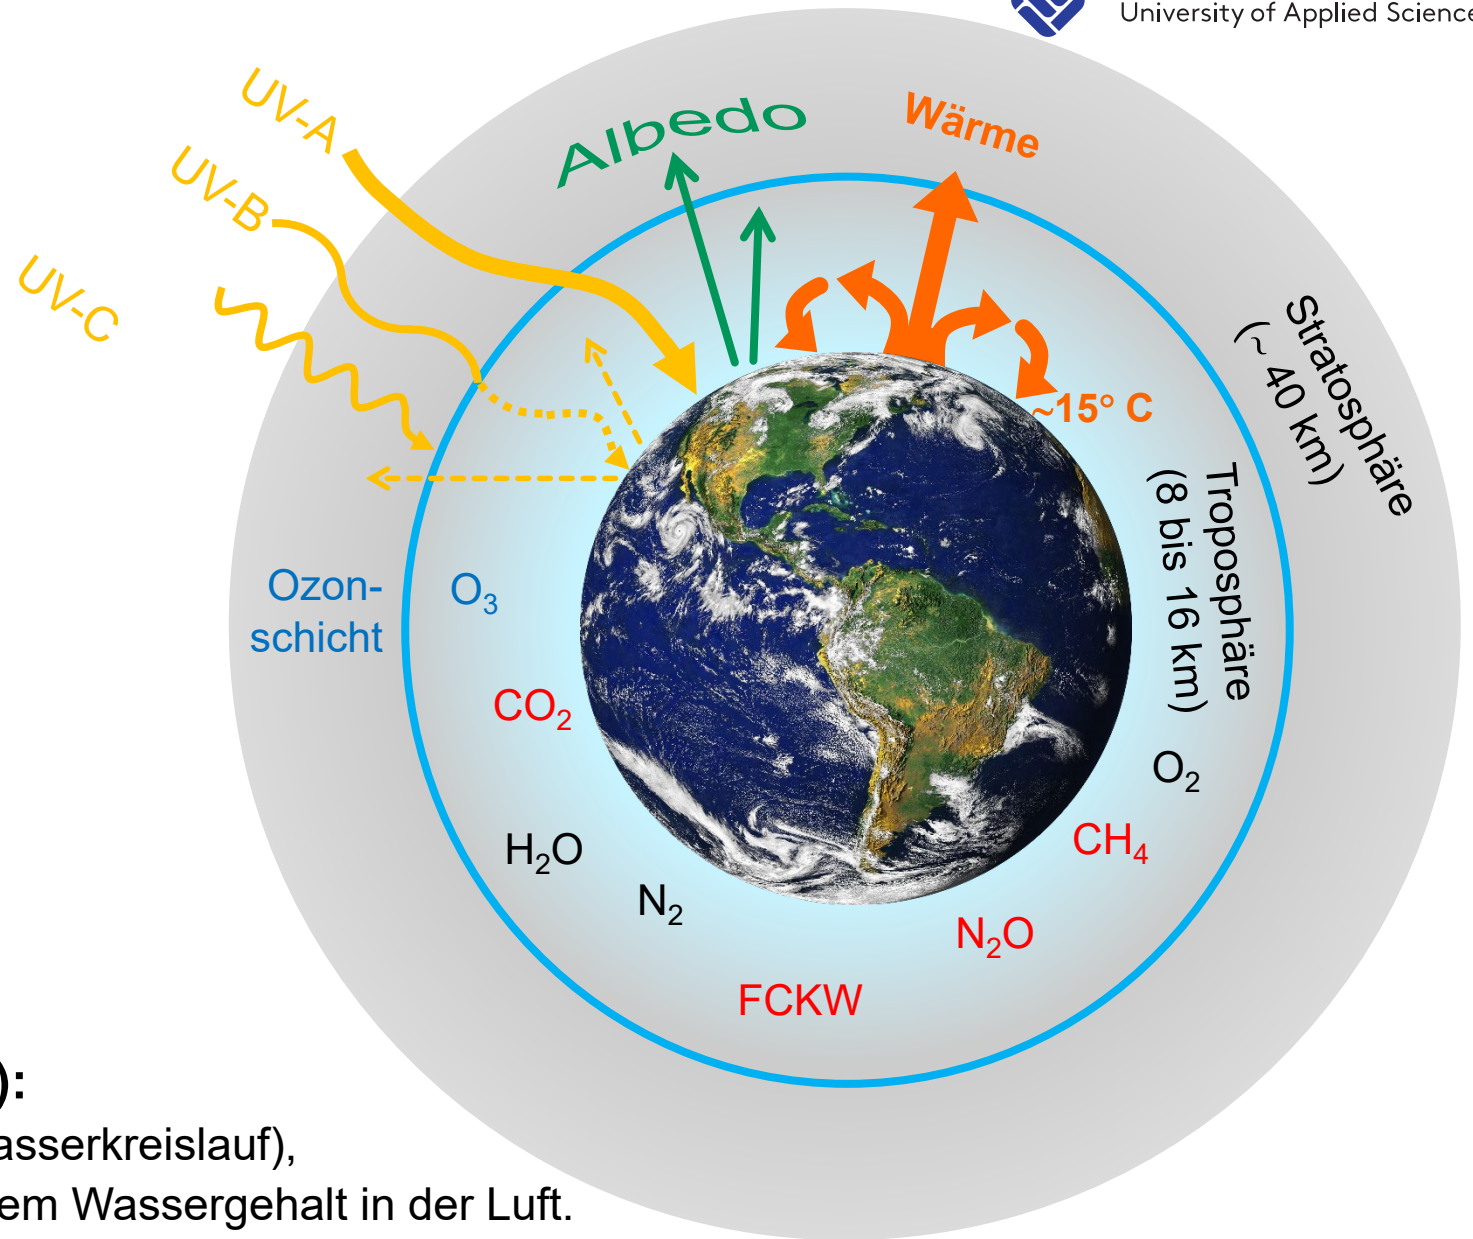 University of Applied Science
UV-A
Albedo
Wärme
UV-B
UV-C
Stratosphäre
(~ 40 km)
~15° C
Troposphäre
(8 bis 16 km)
Ozon-
schicht
O₃
CO₂
O₂
H₂O
CH₄
N₂
N₂O
FCKW
):
asserkreislauf),
em Wassergehalt in der Luft.